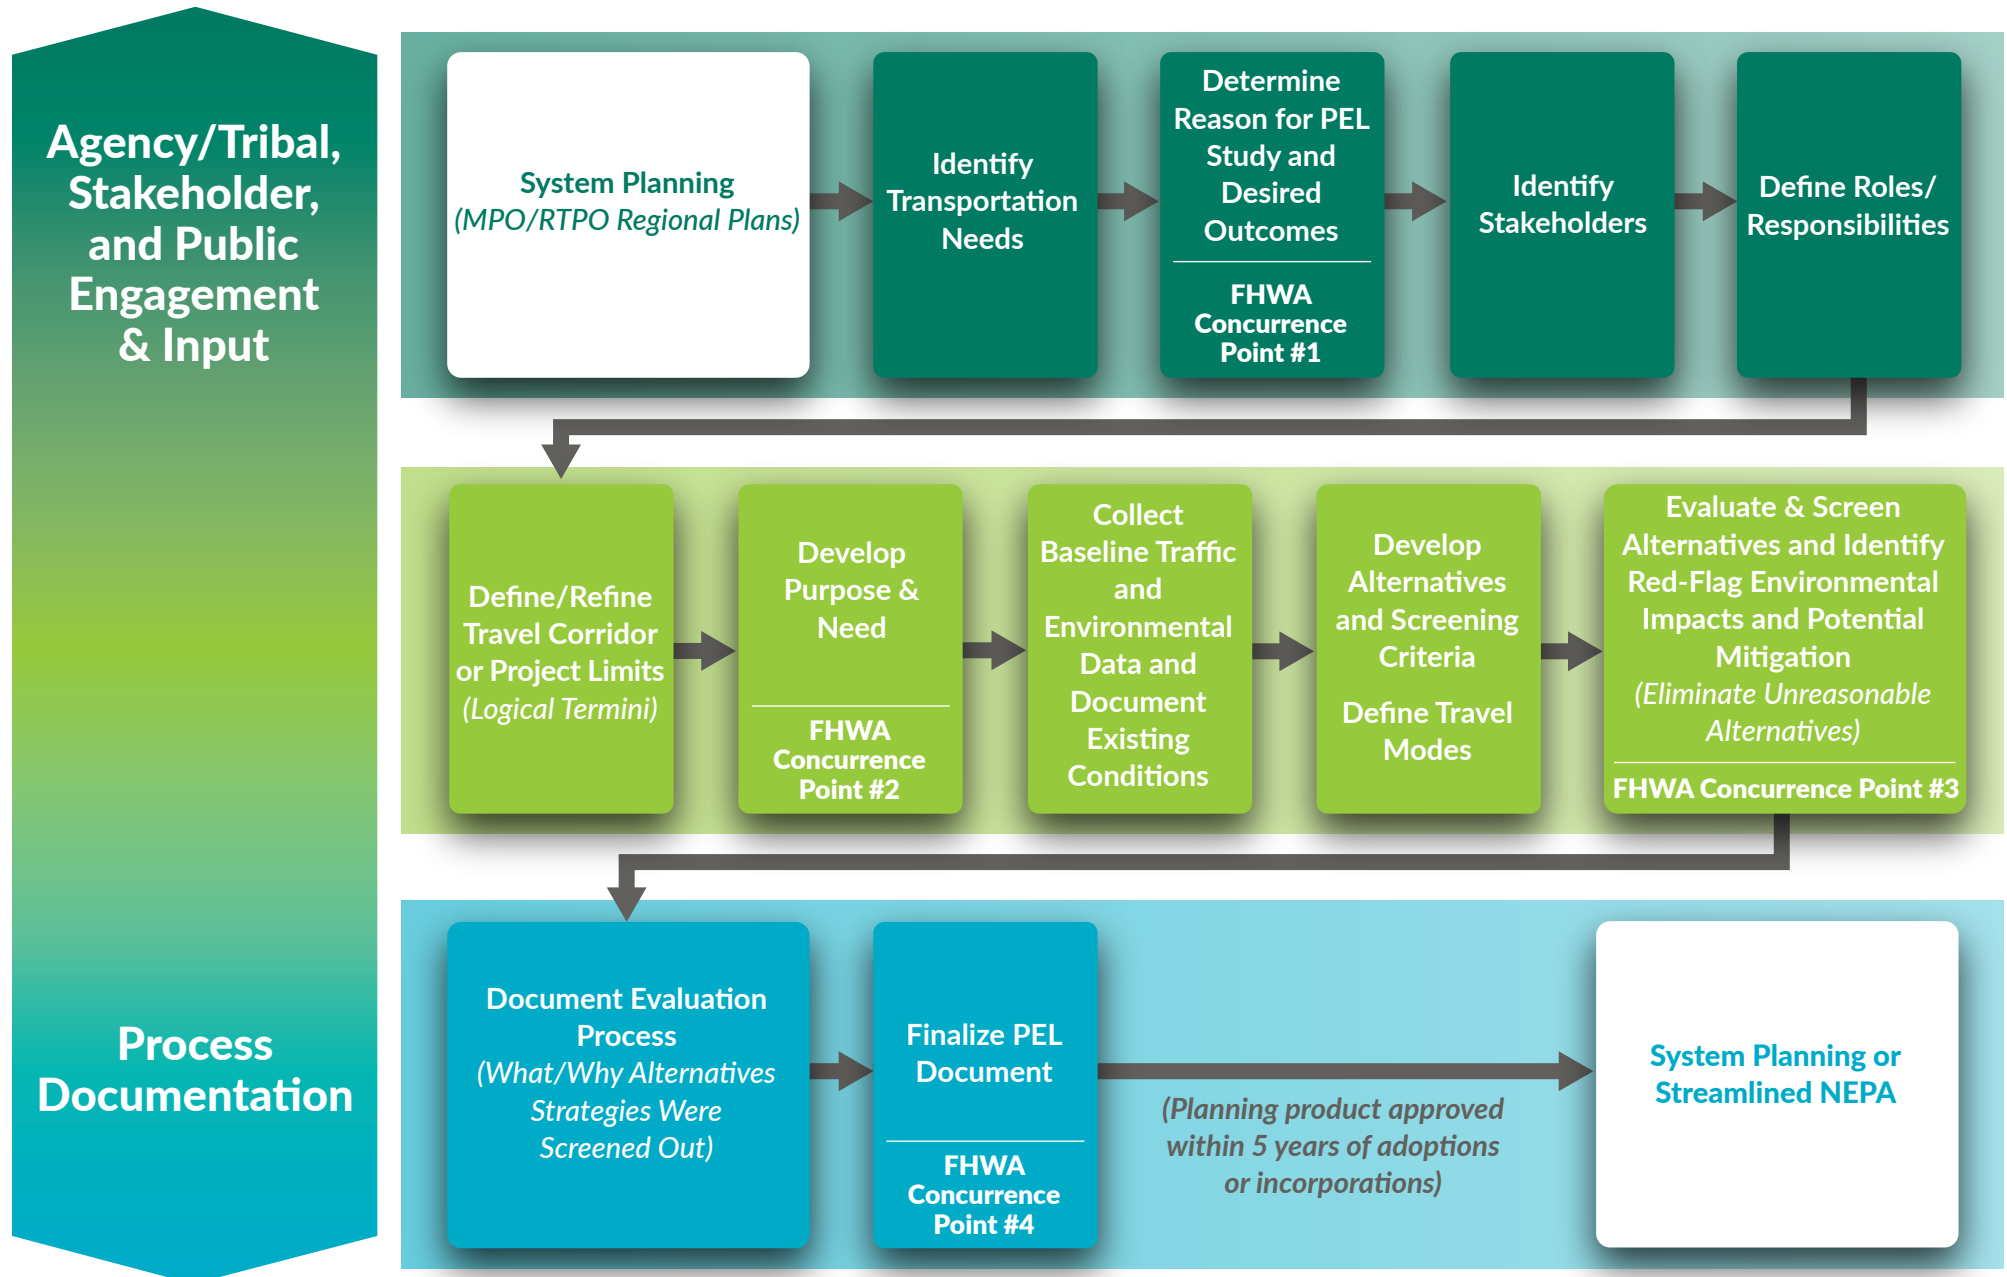 Agency/Tribal,
Stakeholder,
and Public
Engagement
& Input
Process
Documentation
System Planning
(MPO/RTPO Regional Plans)
Identify
Transportation
Needs
Determine
Reason for PEL
Study and
Desired
Outcomes
FHWA
Concurrence
Point #1
Identify
Stakeholders
Define Roles/
Responsibilities
Define/Refine
Travel Corridor
or Project Limits
(Logical Termini)
Develop
Purpose &
Need
FHWA
Concurrence
Point #2
Collect
Baseline Traffic
and
Environmental
Data and
Document
Existing
Conditions
Develop
Alternatives
and Screening
Criteria
Define Travel
Modes
Evaluate & Screen
Alternatives and Identify
Red-Flag Environmental
Impacts and Potential
Mitigation
(Eliminate Unreasonable
Alternatives)
FHWA Concurrence Point #3
Document Evaluation
Process
(What/Why Alternatives
Strategies Were
Screened Out)
Finalize PEL
Document
FHWA
Concurrence
Point #4
(Planning product approved
within 5 years of adoptions
or incorporations)
System Planning or
Streamlined NEPA